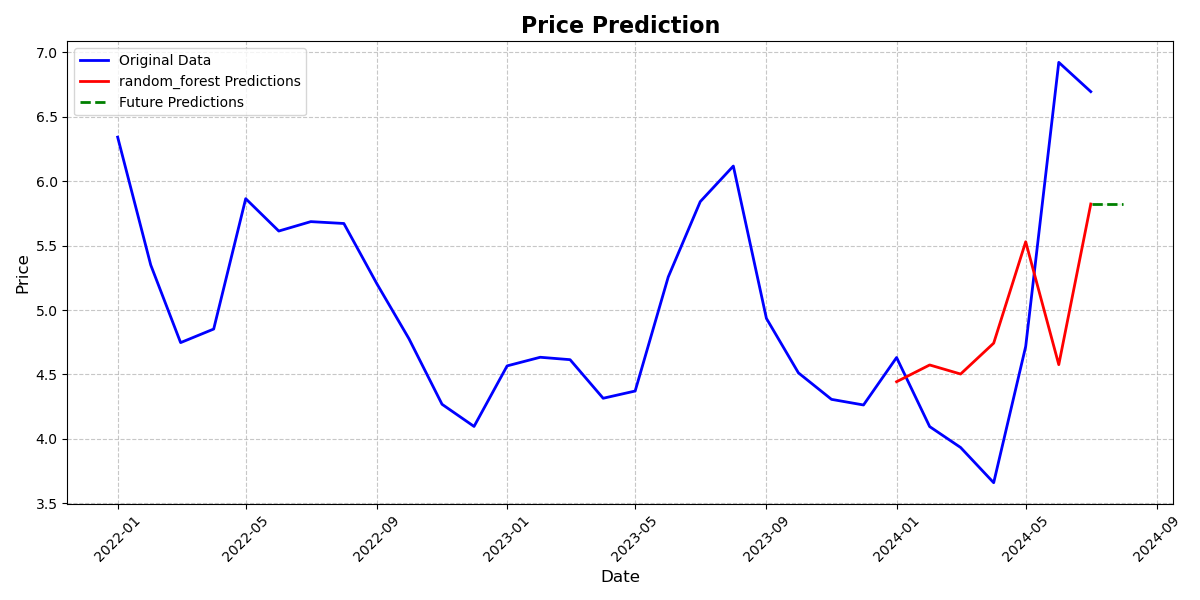 Price Prediction
Original Data
random_forest Predictions
Future Predictions
Price
7.0
6.5
6.0
5.5
5.0
4.5
4.0
3.5
2022-01
2022-05
2022-09
2023-01
2023-05
2023-09
2024-01
2024-05
2024-09
Date